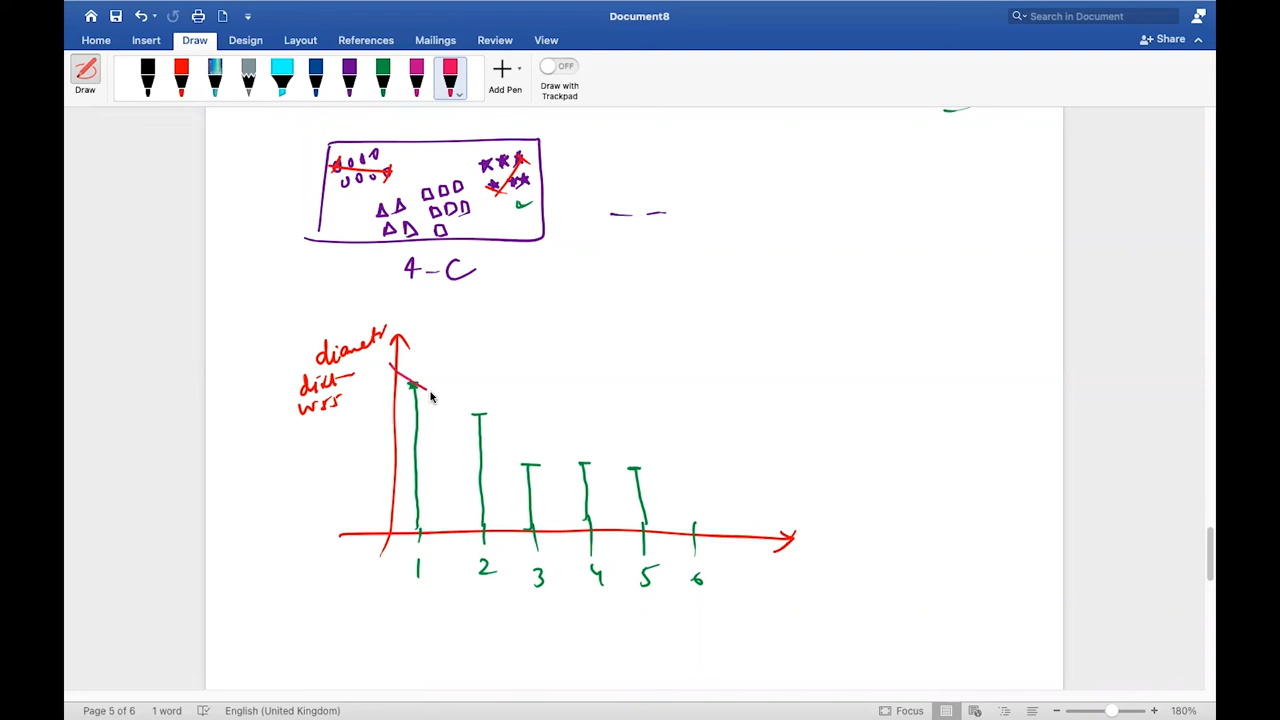 Document8
Search in Document
Home Insert Draw Design Layout References Mailings Review View
Share
Draw
Add Pen
OFF
Draw with
Trackpad
4-C
diametr
dist
wss
1 2 3 4 5 6
Page 5 of 6 1 word English (United Kingdom) Focus 180%